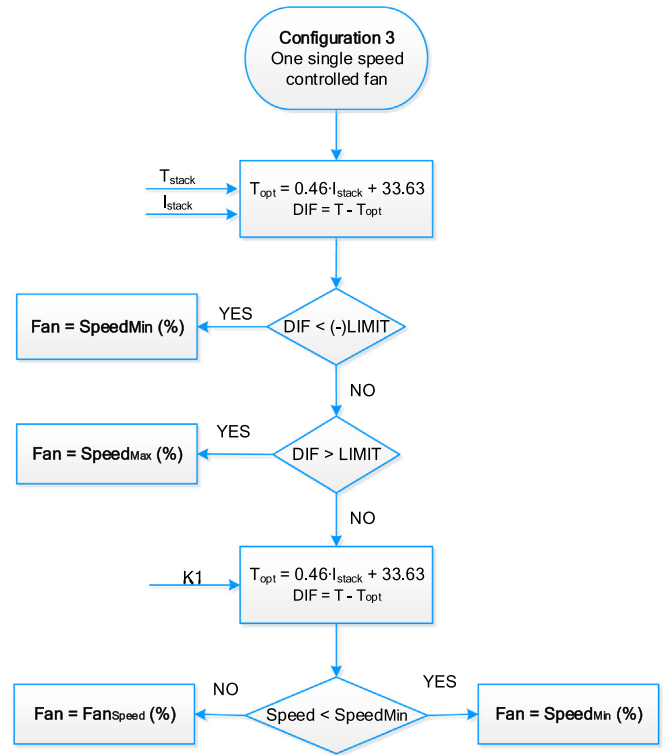 Configuration 3
One single speed
controlled fan
Tstack
Istack
Topt = 0.46·Istack + 33.63
DIF = T - Topt
DIF < (-)LIMIT
YES
Fan = SpeedMin (%)
NO
DIF > LIMIT
YES
Fan = SpeedMax (%)
NO
K1
Topt = 0.46·Istack + 33.63
DIF = T - Topt
Speed < SpeedMin
NO
Fan = FanSpeed (%)
YES
Fan = SpeedMin (%)